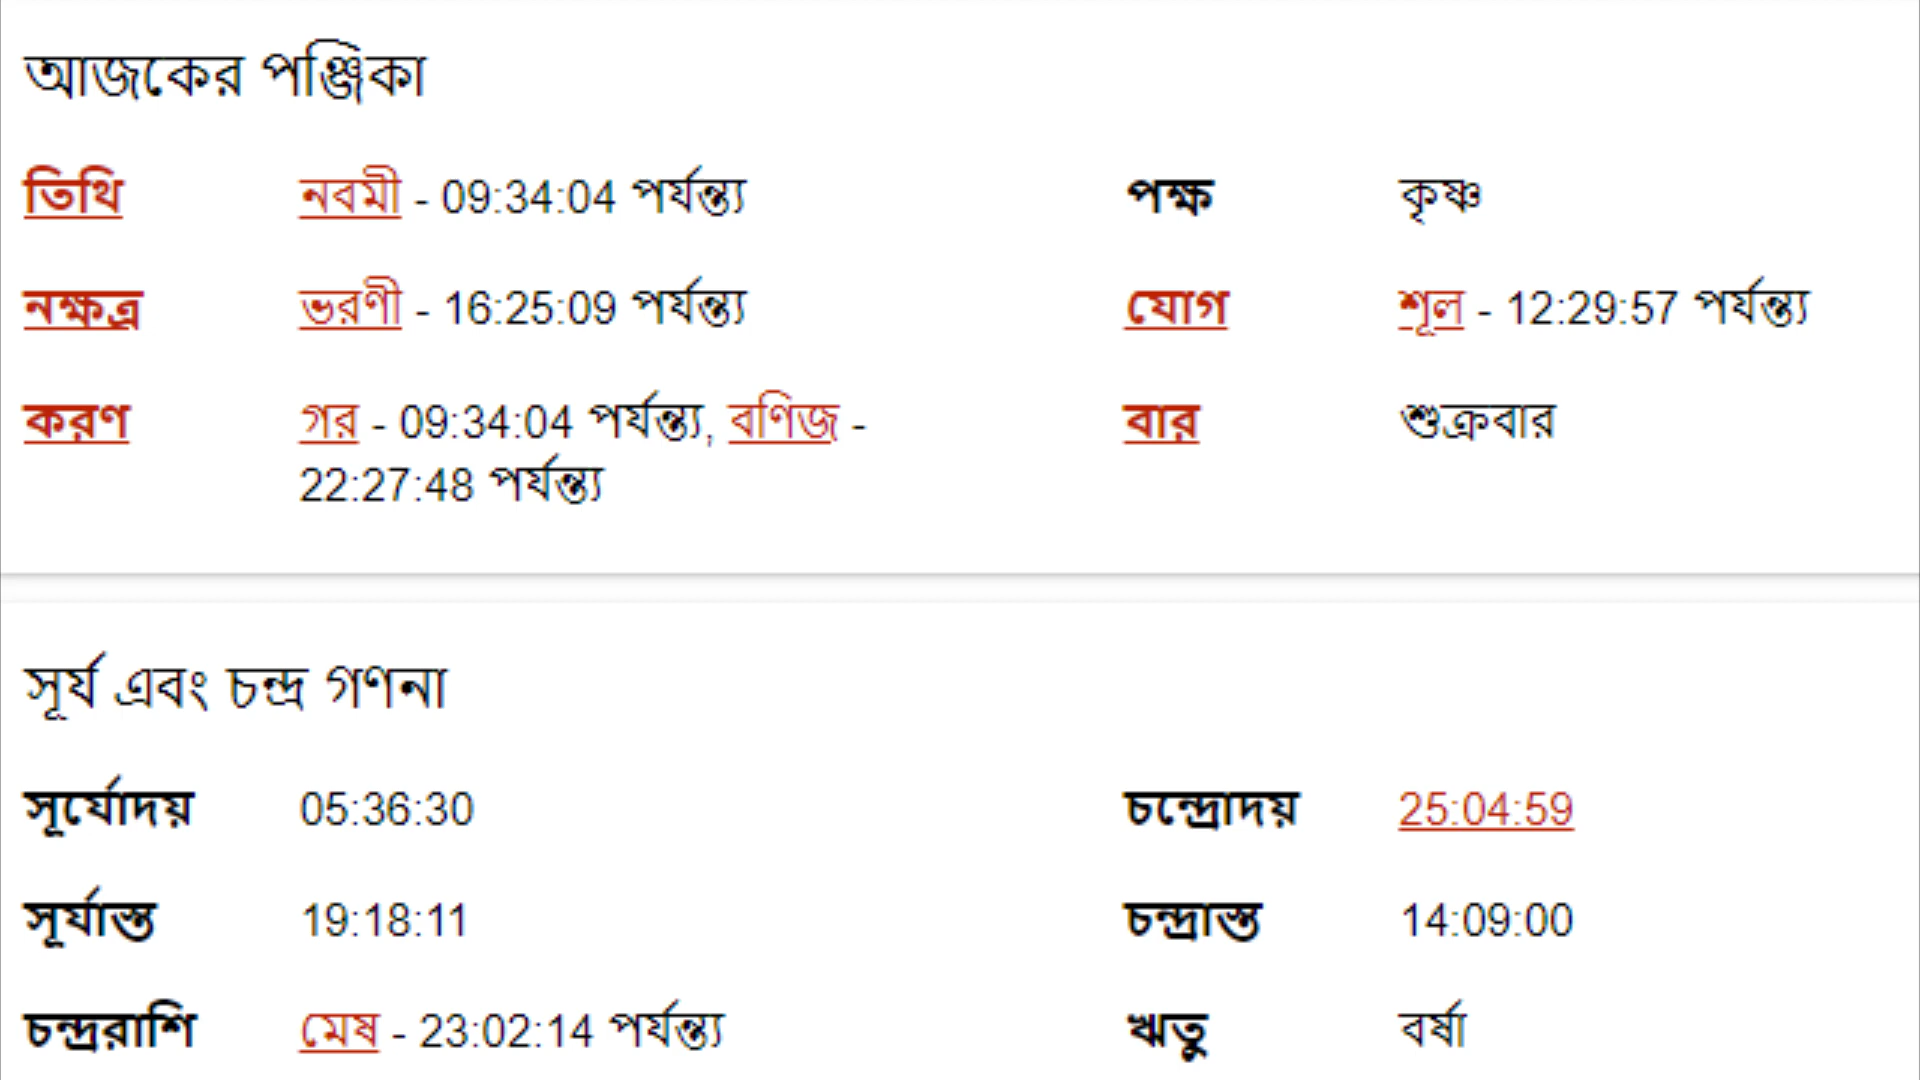 আজকের পঞ্জিকা
তিথি নবমী - 09:34:04 পর্যন্ত্য পক্ষ কৃষ্ণ
নক্ষত্র ভরণী - 16:25:09 পর্যন্ত্য যোগ শূল - 12:29:57 পর্যন্ত্য
করণ গর - 09:34:04 পর্যন্ত্য, বণিজ - বার শুক্রবার
22:27:48 পর্যন্ত্য
সূর্য এবং চন্দ্র গণনা
সূর্যোদয় 05:36:30 চন্দ্রোদয় 25:04:59
সূর্যাস্ত 19:18:11 চন্দ্রাস্ত 14:09:00
চন্দ্ররাশি মেষ - 23:02:14 পর্যন্ত্য ঋতু বর্ষা